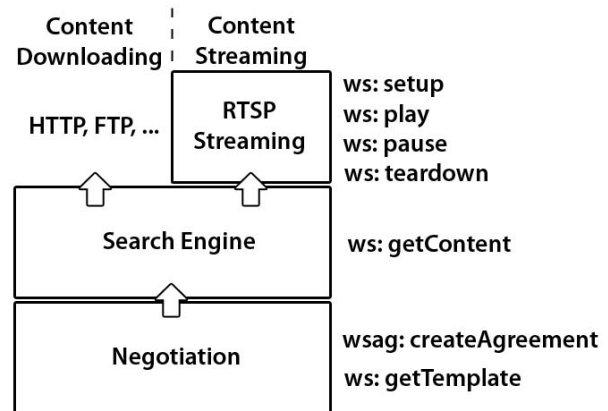 Content
Downloading
Content
Streaming
HTTP, FTP, ...
RTSP
Streaming
ws: setup
ws: play
ws: pause
ws: teardown
Search Engine
ws: getContent
Negotiation
wsag: createAgreement
ws: getTemplate